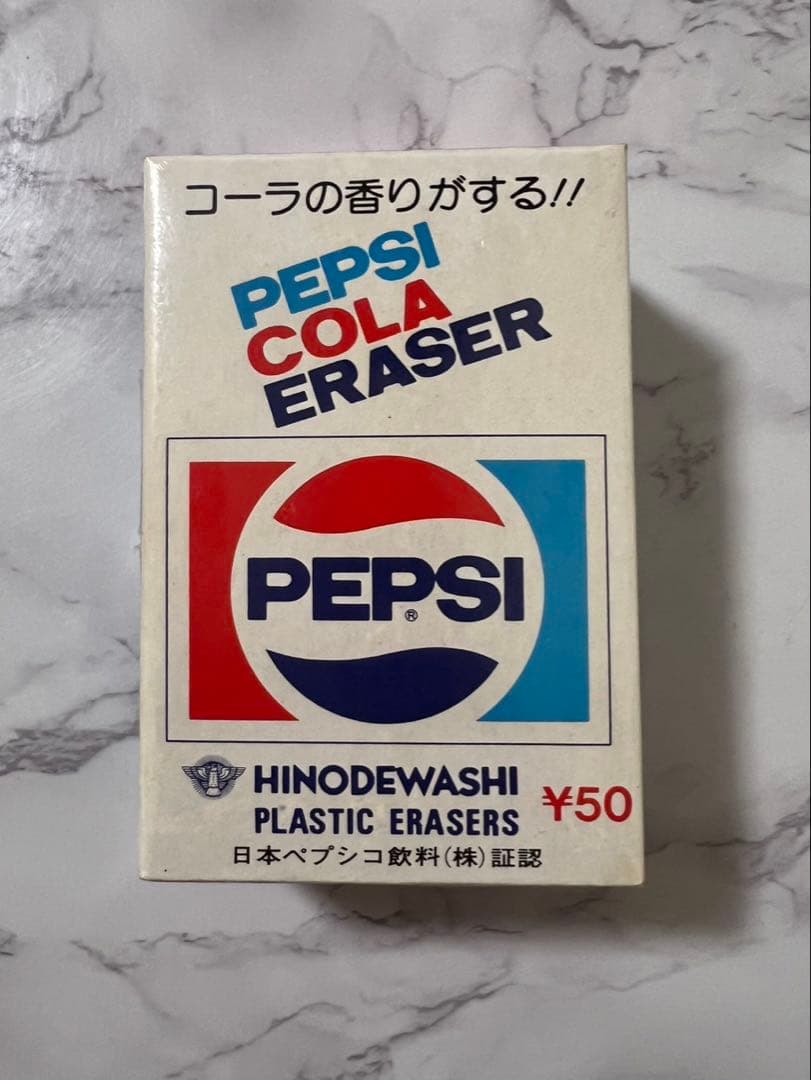 コーラの香りがする!!
PEPSI
COLA
ERASER
PEPSI®
HINODEWASHI
PLASTIC ERASERS
¥50
日本ペプシコ飲料(株)証認